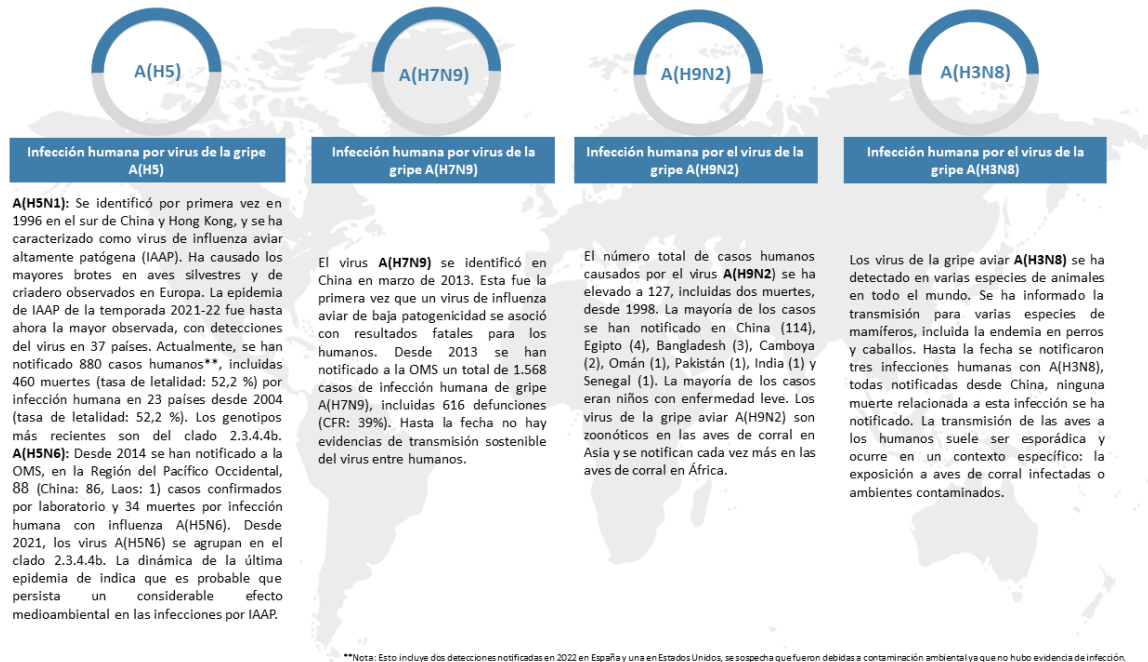 A(H5)
Infección humana por virus de la gripe
A(H5)
A(H5N1): Se identificó por primera vez en
1996 en el sur de China y Hong Kong, y se ha
caracterizado como virus de influenza aviar
altamente patógena (IAAP). Ha causado los
mayores brotes en aves silvestres y de
criadero observados en Europa. La epidemia
de IAAP de la temporada 2021-22 fue hasta
ahora la mayor observada, con detecciones
del virus en 37 países. Actualmente, se han
notificado 880 casos humanos**, incluidas
460 muertes (tasa de letalidad: 52,2 %) por
infección humana en 23 países desde 2004
(tasa de letalidad: 52,2 %). Los genotipos
más recientes son del clado 2.3.4.4b.
A(H5N6): Desde 2014 se han notificado a la
OMS, en la Región del Pacífico Occidental,
88 (China: 86, Laos: 1) casos confirmados
por laboratorio y 34 muertes por infección
humana con influenza A(H5N6). Desde
2021, los virus A(H5N6) se agrupan en el
clado 2.3.4.4b. La dinámica de la última
epidemia de indica que es probable que
persista un considerable efecto
medioambiental en las infecciones por IAAP.
A(H7N9)
Infección humana por virus de la
gripe A(H7N9)
El virus A(H7N9) se identificó en
China en marzo de 2013. Esta fue la
primera vez que un virus de influenza
aviar de baja patogenicidad se asoció
con resultados fatales para los
humanos. Desde 2013 se han
notificado a la OMS un total de 1.568
casos de infección humana de gripe
A(H7N9), incluidas 616 defunciones
(CFR: 39%). Hasta la fecha no hay
evidencias de transmisión sostenible
del virus entre humanos.
A(H9N2)
Infección humana por el virus de la
gripe A(H9N2)
El número total de casos humanos
causados por el virus A(H9N2) se ha
elevado a 127, incluidas dos muertes,
desde 1998. La mayoría de los casos
se han notificado en China (114),
Egipto (4), Bangladesh (3), Camboya
(2), Omán (1), Pakistán (1), India (1) y
Senegal (1). La mayoría de los casos
eran niños con enfermedad leve. Los
virus de la gripe aviar A(H9N2) son
zoonóticos en las aves de corral en
Asia y se notifican cada vez más en las
aves de corral en África.
A(H3N8)
Infección humana por el virus de la
gripe A(H3N8)
Los virus de la gripe aviar A(H3N8) se ha
detectado en varias especies de animales
en todo el mundo. Se ha informado la
transmisión para varias especies de
mamíferos, incluida la endemia en perros
y caballos. Hasta la fecha se notificaron
tres infecciones humanas con A(H3N8),
todas notificadas desde China, ninguna
muerte relacionada a esta infección se ha
notificado. La transmisión de las aves a
los humanos suele ser esporádica y
ocurre en un contexto específico: la
exposición a aves de corral infectadas o
ambientes contaminados.
**Nota: Esto incluye dos detecciones notificadas en 2022 en España y una en Estados Unidos, se sospecha que fueron debidas a contaminación ambiental ya que no hubo evidencia de infección.